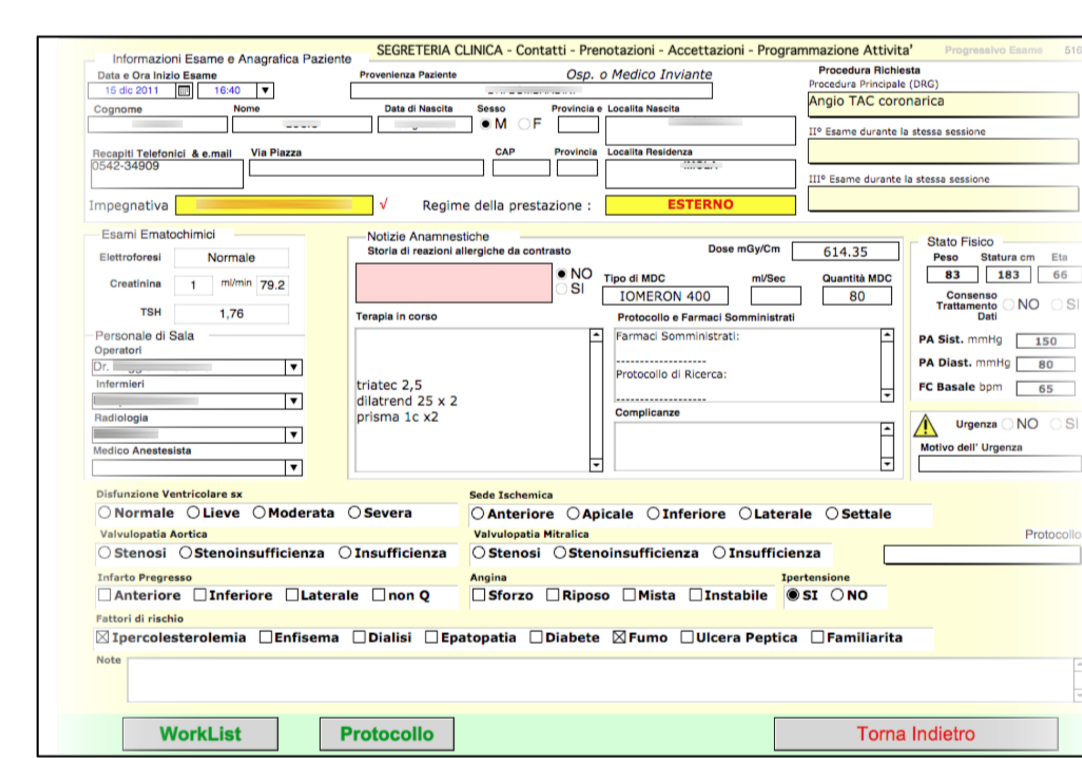 SEGRETERIA CLINICA - Contatti - Prenotazioni - Accettazioni - Programmazione Attivita'
Progressivo Esame 516
Informazioni Esame e Anagrafica Paziente
Data e Ora Inizio Esame
15 dic 2011 16:40
Provenienza Paziente
Osp. o Medico Inviante
Procedura Richiesta
Procedura Principale (DRG)
Angio TAC coronarica
Cognome Nome Data di Nascita Sesso Provincia e Localita Nascita
M F
IIº Esame durante la stessa sessione
Recapiti Telefonici & e.mail Via Piazza CAP Provincia Localita Residenza
0542-34909
IMOLA
IIIº Esame durante la stessa sessione
Impegnativa √ Regime della prestazione : ESTERNO
Esami Ematochimici
Elettroforesi Normale
Creatinina 1 ml/min 79.2
TSH 1,76
Personale di Sala
Operatori
Dr.
Infermieri
Radiologia
Medico Anestesista
Notizie Anamnestiche
Storia di reazioni allergiche da contrasto
NO
SI
Dose mGy/Cm 614.35
Tipo di MDC ml/Sec Quantità MDC
IOMERON 400 80
Terapia in corso
triatec 2,5
dilatrend 25 x 2
prisma 1c x2
Protocollo e Farmaci Somministrati
Farmaci Somministrati:
-------------------
Protocollo di Ricerca:
-------------------
Complicanze
Stato Fisico
Peso Statura cm Eta
83 183 66
Consenso
Trattamento NO SI
Dati
PA Sist. mmHg 150
PA Diast. mmHg 80
FC Basale bpm 65
Urgenza NO SI
Motivo dell' Urgenza
Disfunzione Ventricolare sx
Normale Lieve Moderata Severa
Sede Ischemica
Anteriore Apicale Inferiore Laterale Settale
Valvulopatia Aortica
Stenosi Stenoinsufficienza Insufficienza
Valvulopatia Mitralica
Stenosi Stenoinsufficienza Insufficienza
Protocollo
Infarto Pregresso
Anteriore Inferiore Laterale non Q
Angina
Sforzo Riposo Mista Instabile
Ipertensione
SI NO
Fattori di rischio
Ipercolesterolemia Enfisema Dialisi Epatopatia Diabete Fumo Ulcera Peptica Familiarita
Note
WorkList Protocollo Torna Indietro